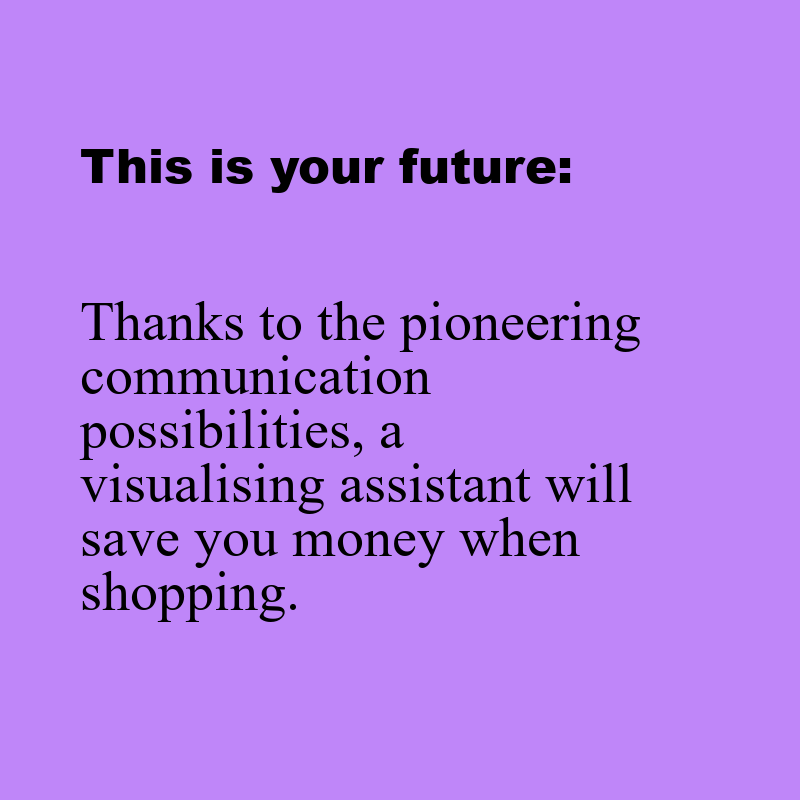 This is your future:
Thanks to the pioneering
communication
possibilities, a
visualising assistant will
save you money when
shopping.